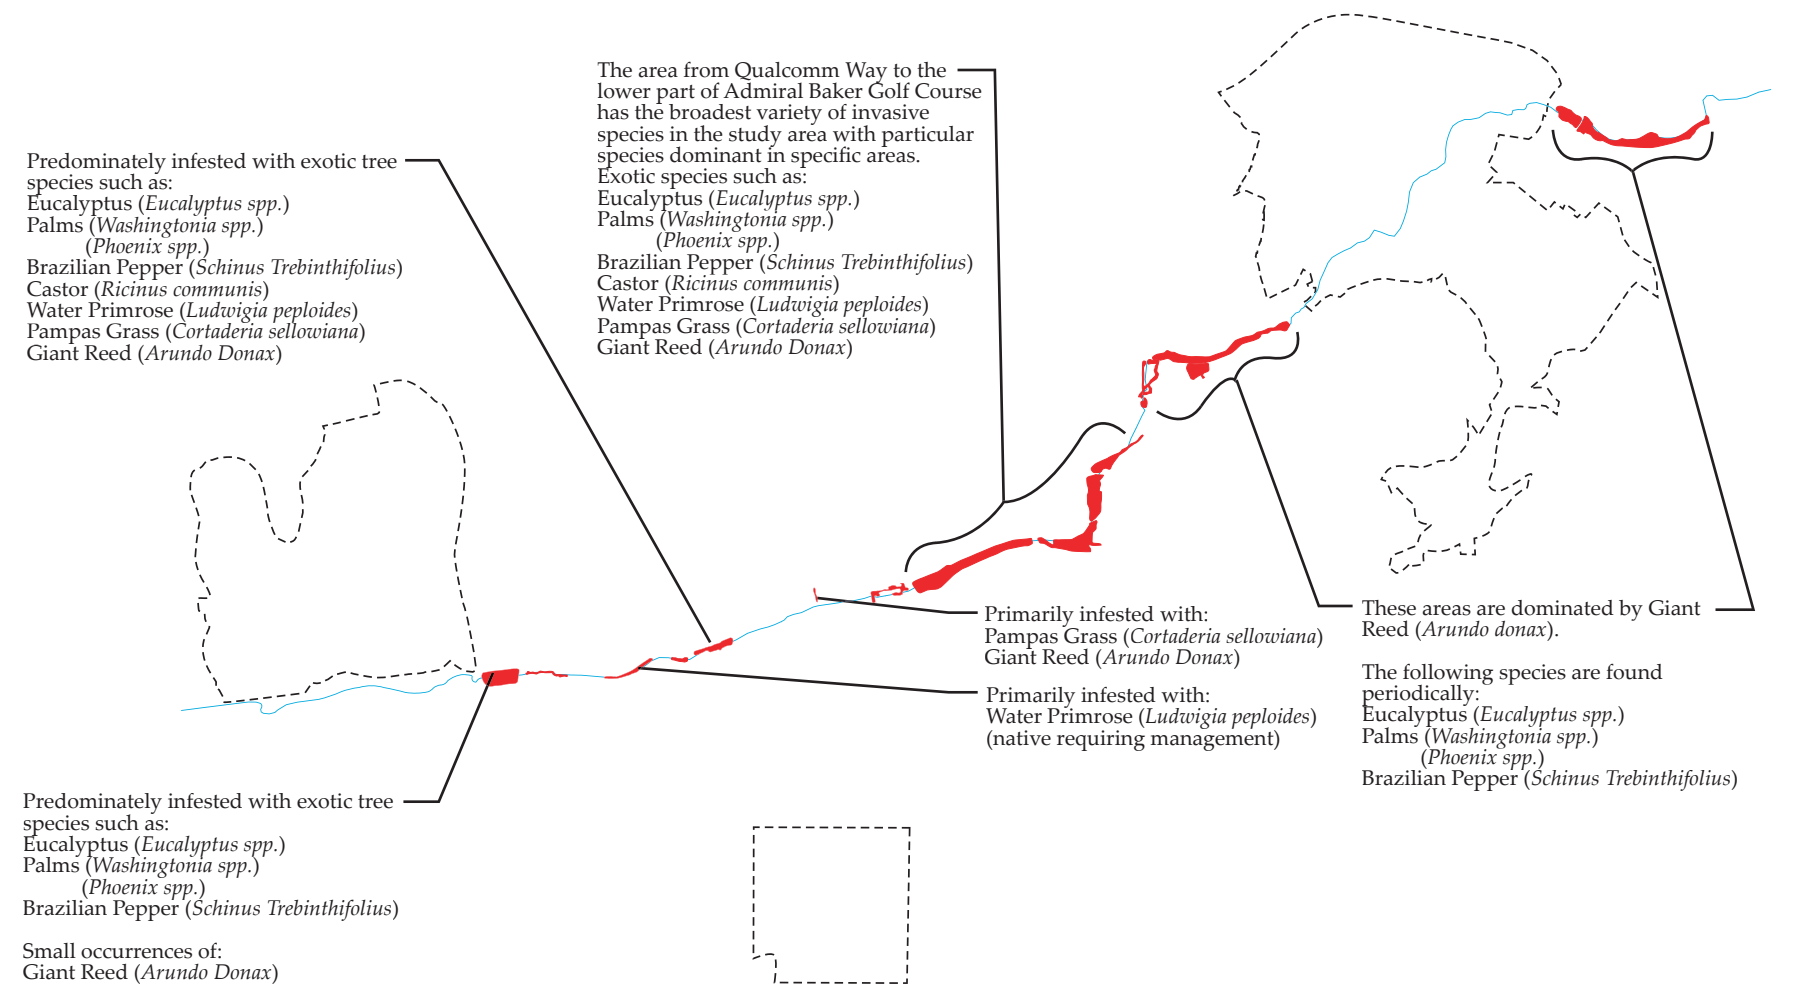 The area from Qualcomm Way to the
lower part of Admiral Baker Golf Course
has the broadest variety of invasive
species in the study area with particular
species dominant in specific areas.
Exotic species such as:
Eucalyptus (Eucalyptus spp.)
Palms (Washingtonia spp.)
(Phoenix spp.)
Brazilian Pepper (Schinus Trebinthifolius)
Castor (Ricinus communis)
Water Primrose (Ludwigia peploides)
Pampas Grass (Cortaderia sellowiana)
Giant Reed (Arundo Donax)
Predominately infested with exotic tree
species such as:
Eucalyptus (Eucalyptus spp.)
Palms (Washingtonia spp.)
(Phoenix spp.)
Brazilian Pepper (Schinus Trebinthifolius)
Castor (Ricinus communis)
Water Primrose (Ludwigia peploides)
Pampas Grass (Cortaderia sellowiana)
Giant Reed (Arundo Donax)
Primarily infested with:
Pampas Grass (Cortaderia sellowiana)
Giant Reed (Arundo Donax)
Primarily infested with:
Water Primrose (Ludwigia peploides)
(native requiring management)
These areas are dominated by Giant
Reed (Arundo donax).
The following species are found
periodically:
Eucalyptus (Eucalyptus spp.)
Palms (Washingtonia spp.)
(Phoenix spp.)
Brazilian Pepper (Schinus Trebinthifolius)
Predominately infested with exotic tree
species such as:
Eucalyptus (Eucalyptus spp.)
Palms (Washingtonia spp.)
(Phoenix spp.)
Brazilian Pepper (Schinus Trebinthifolius)
Small occurrences of:
Giant Reed (Arundo Donax)